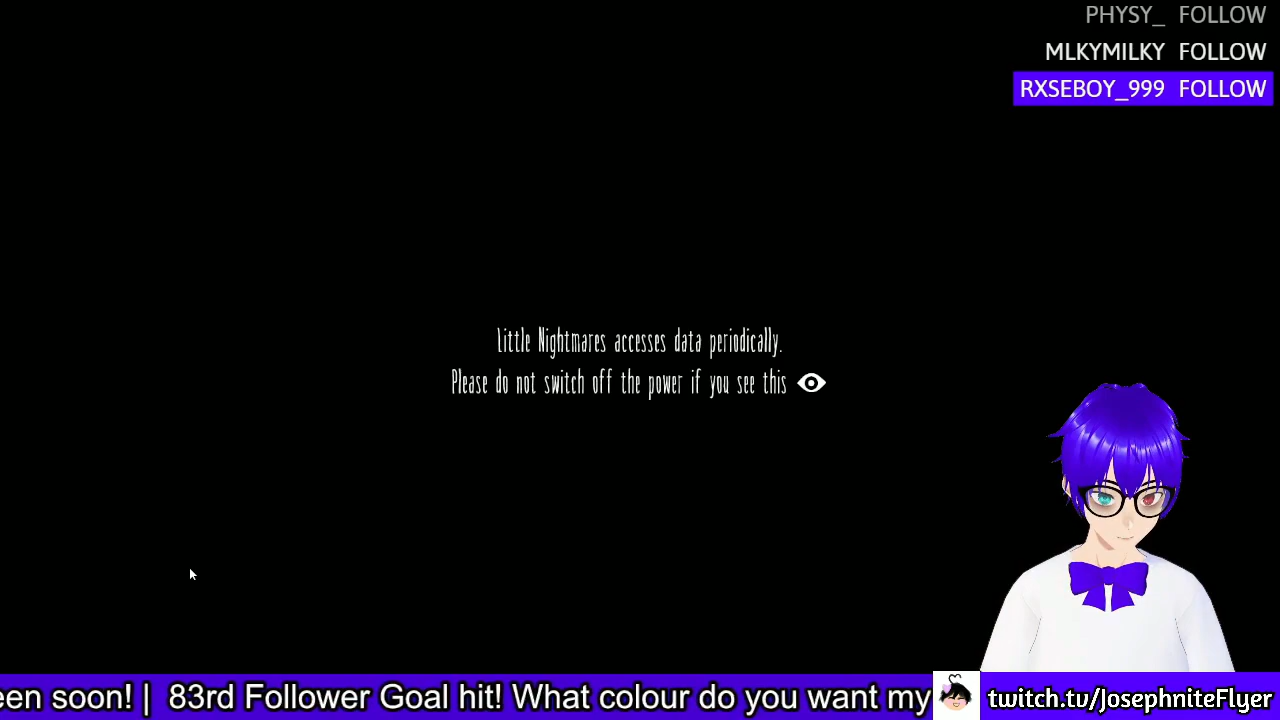 PHYSY_ FOLLOW
MLKYMILKY FOLLOW
RXSEBOY_999 FOLLOW
Little Nightmares accesses data periodically.
Please do not switch off the power if you see this
een soon! | 83rd Follower Goal hit! What colour do you want my
twitch.tv/JosephniteFlyer